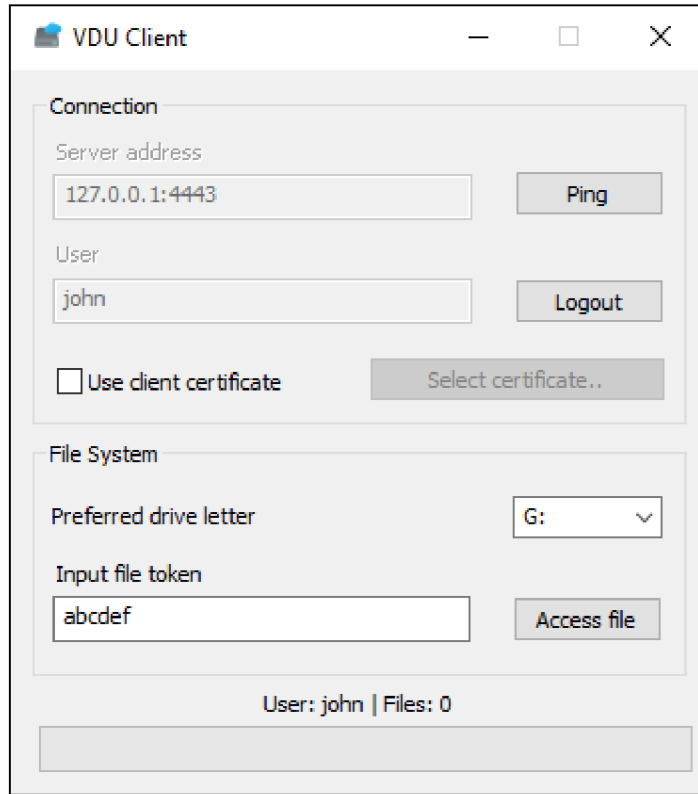 VDU Client
Connection
Server address
127.0.0.1:4443
Ping
User
john
Logout
Use client certificate
Select certificate..
File System
Preferred drive letter
G:
Input file token
abcdef
Access file
User: john | Files: 0